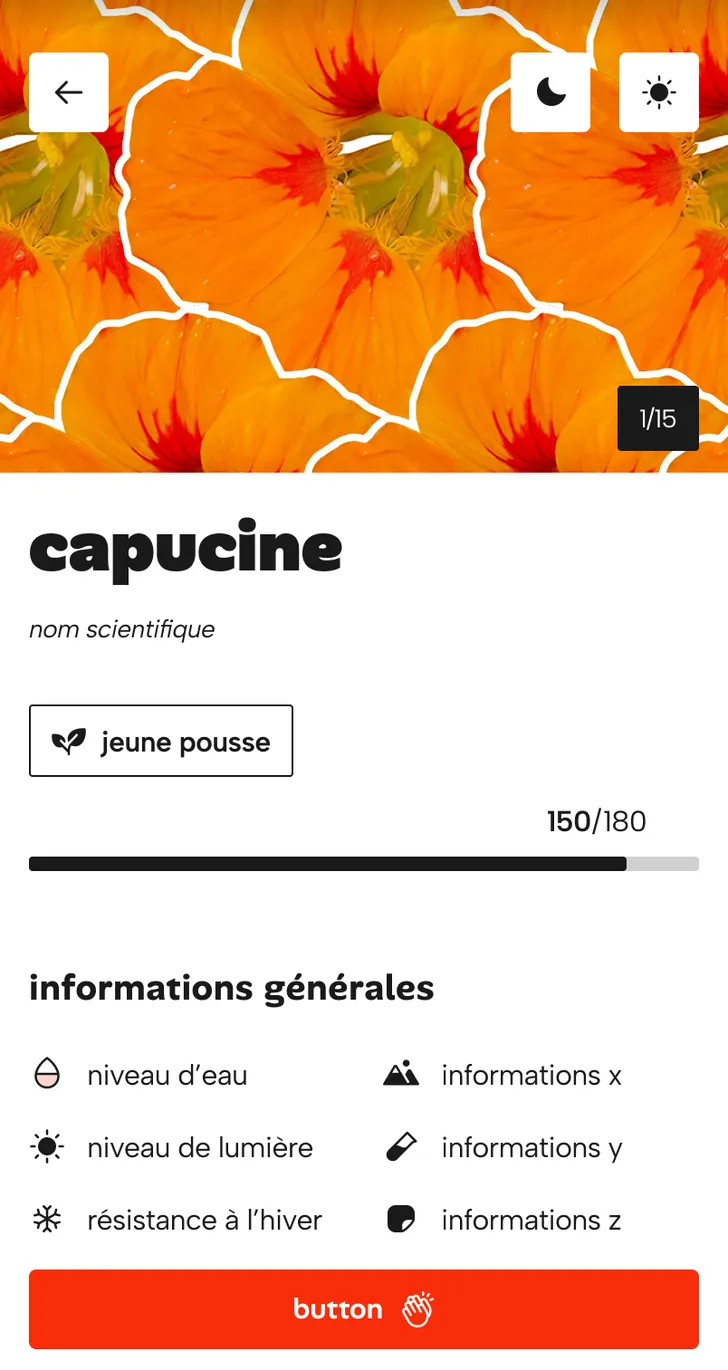 1/15
capucine
nom scientifique
jeune pousse
150/180
informations générales
niveau d’eau
informations x
niveau de lumière
informations y
résistance à l’hiver
informations z
button